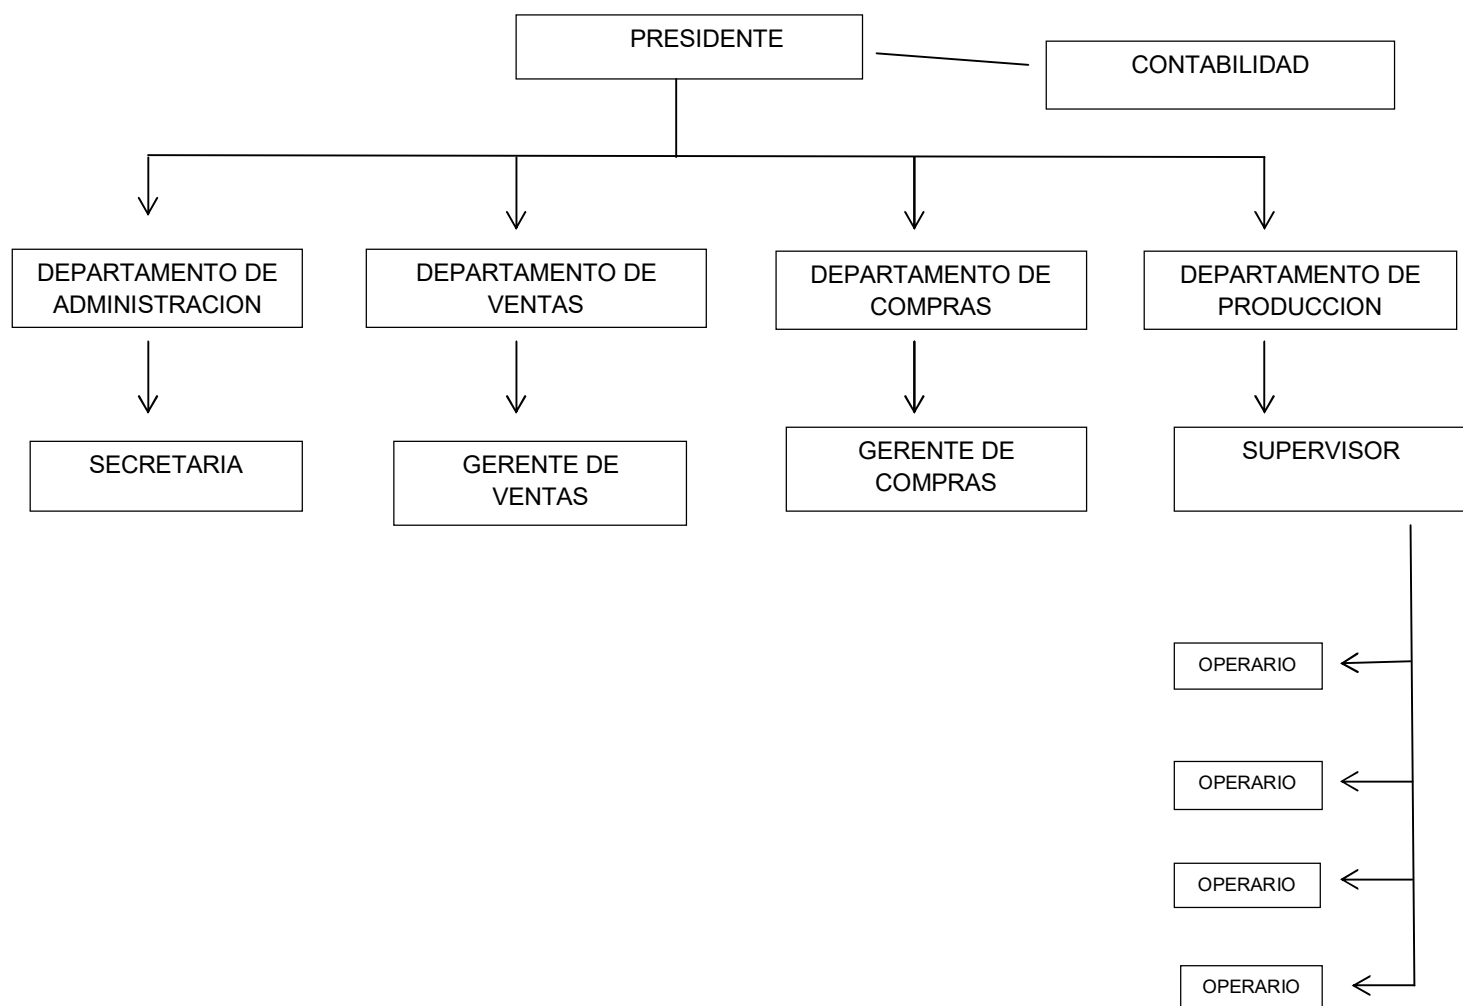 PRESIDENTE
CONTABILIDAD
DEPARTAMENTO DE
ADMINISTRACION
DEPARTAMENTO DE
VENTAS
DEPARTAMENTO DE
COMPRAS
DEPARTAMENTO DE
PRODUCCION
SECRETARIA
GERENTE DE
VENTAS
GERENTE DE
COMPRAS
SUPERVISOR
OPERARIO
OPERARIO
OPERARIO
OPERARIO